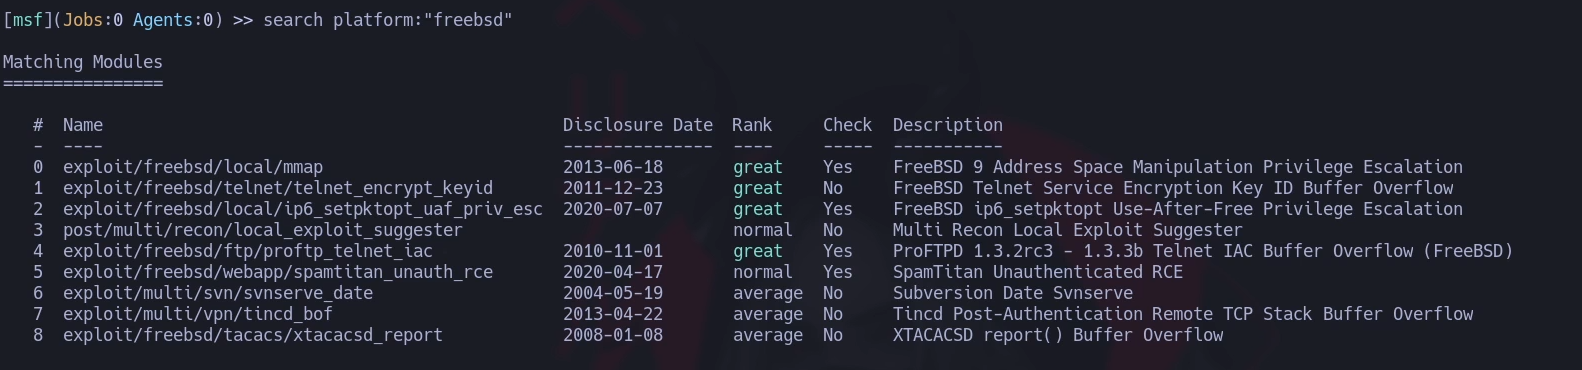 [msf](Jobs:0 Agents:0) >> search platform:"freebsd"
Matching Modules
================
# Name Disclosure Date Rank Check Description
- ---- --------------- ---- ----- -----------
0 exploit/freebsd/local/mmap 2013-06-18 great Yes FreeBSD 9 Address Space Manipulation Privilege Escalation
1 exploit/freebsd/telnet/telnet_encrypt_keyid 2011-12-23 great No FreeBSD Telnet Service Encryption Key ID Buffer Overflow
2 exploit/freebsd/local/ip6_setpktopt_uaf_priv_esc 2020-07-07 great Yes FreeBSD ip6_setpktopt Use-After-Free Privilege Escalation
3 post/multi/recon/local_exploit_suggester normal No Multi Recon Local Exploit Suggester
4 exploit/freebsd/ftp/proftp_telnet_iac 2010-11-01 great Yes ProFTPD 1.3.2rc3 - 1.3.3b Telnet IAC Buffer Overflow (FreeBSD)
5 exploit/freebsd/webapp/spamtitan_unauth_rce 2020-04-17 normal Yes SpamTitan Unauthenticated RCE
6 exploit/multi/svn/svnserve_date 2004-05-19 average No Subversion Date Svnserve
7 exploit/multi/vpn/tincd_bof 2013-04-22 average No Tincd Post-Authentication Remote TCP Stack Buffer Overflow
8 exploit/freebsd/tacacs/xtacacsd_report 2008-01-08 average No XTACACSD report() Buffer Overflow